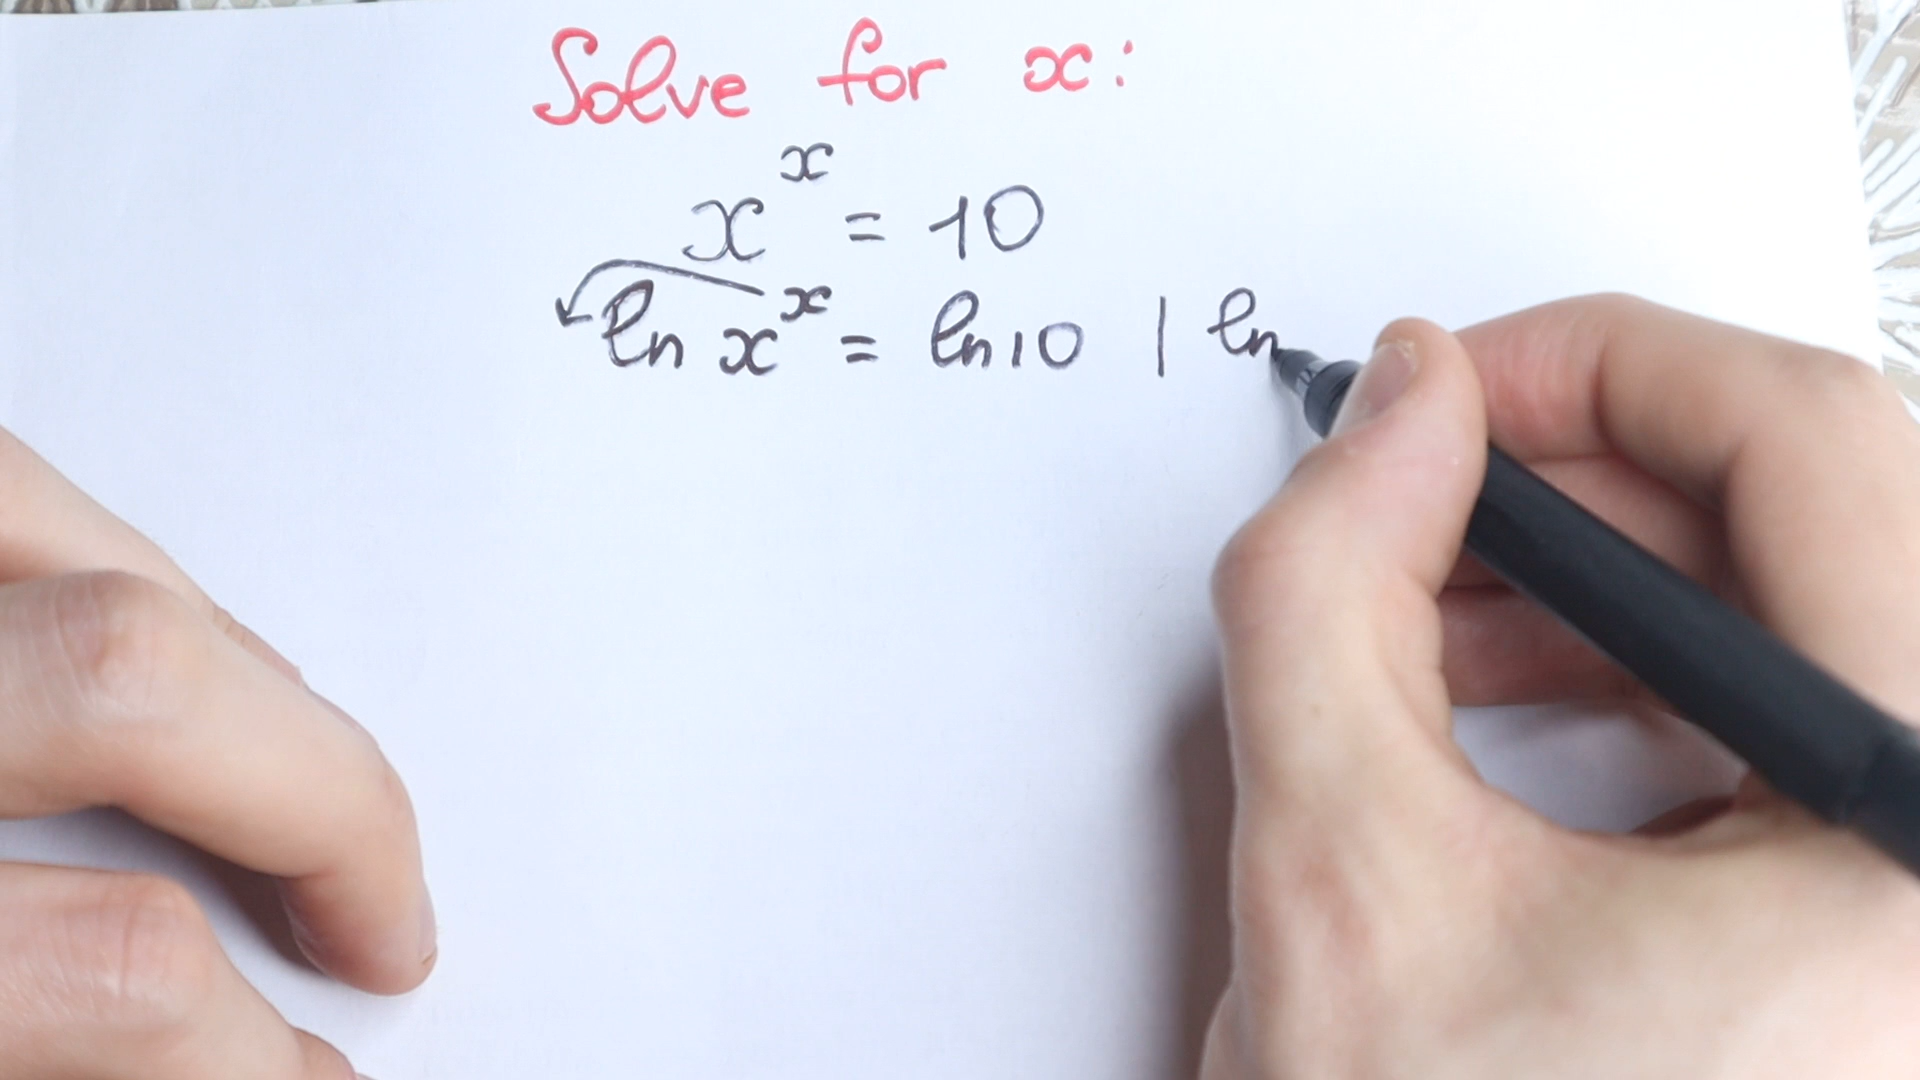 Solve for x:
x^x = 10
ln x^x = ln 10 | ln